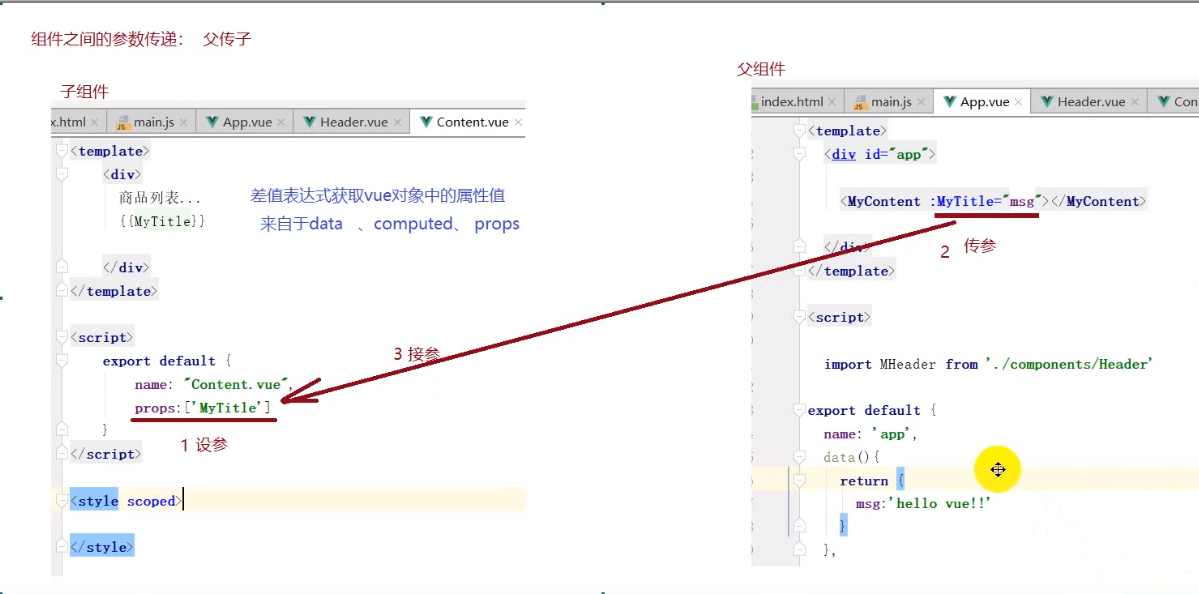 组件之间的参数传递： 父传子
子组件
x.html × main.js × App.vue × Header.vue × Content.vue ×
<template>
<div>
商品列表...
{{MyTitle}}
</div>
</template>
<script>
export default {
name: "Content.vue",
props:['MyTitle']
}
</script>
<style scoped>
</style>
差值表达式获取vue对象中的属性值
来自于data 、computed、 props
1 设参
3 接参
父组件
index.html × main.js × App.vue × Header.vue × Con
<template>
<div id="app">
<MyContent :MyTitle="msg"></MyContent>
</div>
</template>
<script>
import MHeader from './components/Header'
export default {
name: 'app',
data(){
return {
msg:'hello vue!!'
}
},
2 传参